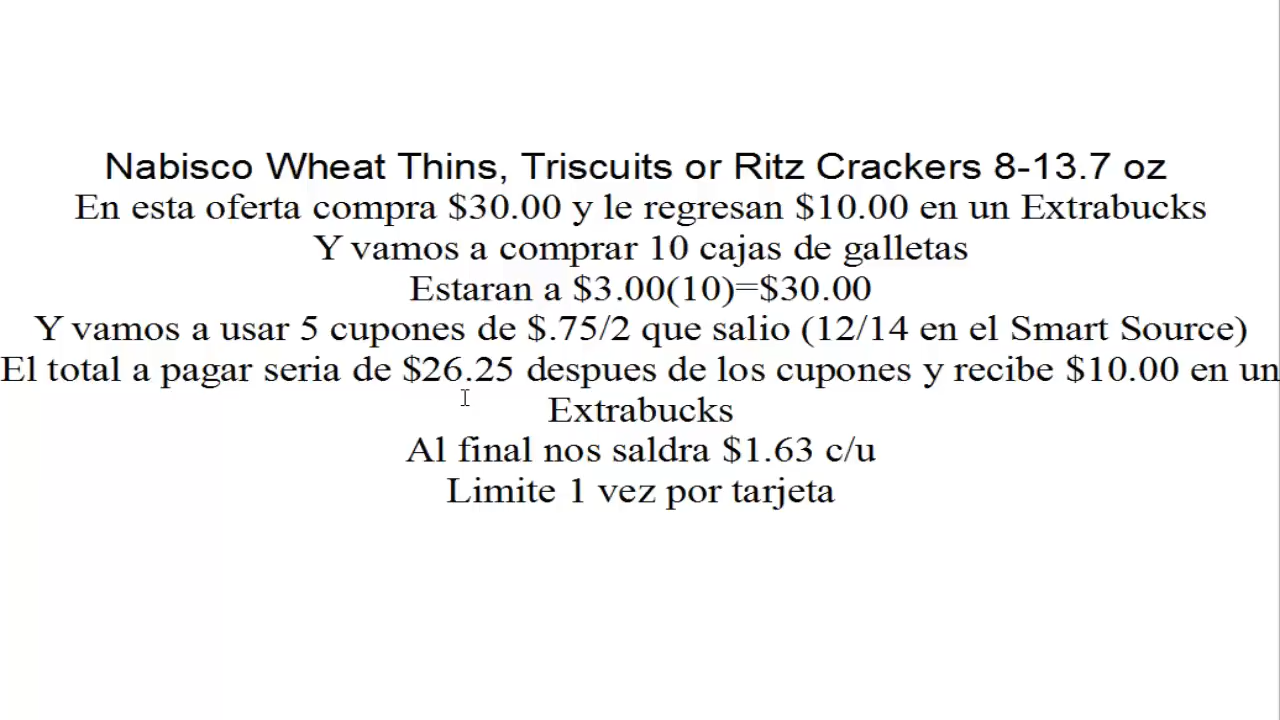 Nabisco Wheat Thins, Triscuits or Ritz Crackers 8-13.7 oz
En esta oferta compra $30.00 y le regresan $10.00 en un Extrabucks
Y vamos a comprar 10 cajas de galletas
Estaran a $3.00(10)=$30.00
Y vamos a usar 5 cupones de $.75/2 que salio (12/14 en el Smart Source)
El total a pagar seria de $26.25 despues de los cupones y recibe $10.00 en un
Extrabucks
Al final nos saldra $1.63 c/u
Limite 1 vez por tarjeta